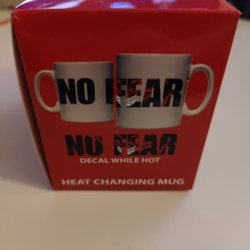 NO FEAR
NO FEAR
DECAL WHILE HOT
HEAT CHANGING MUG